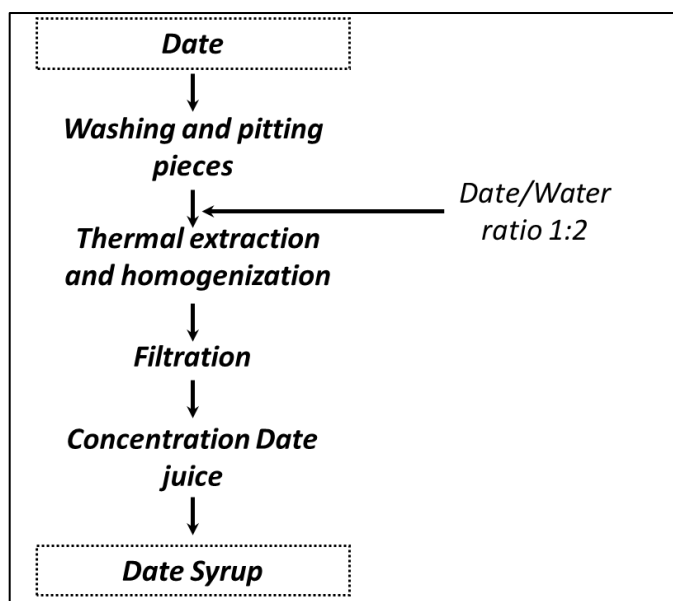 Date
Washing and pitting
pieces
Date/Water
ratio 1:2
Thermal extraction
and homogenization
Filtration
Concentration Date
juice
Date Syrup